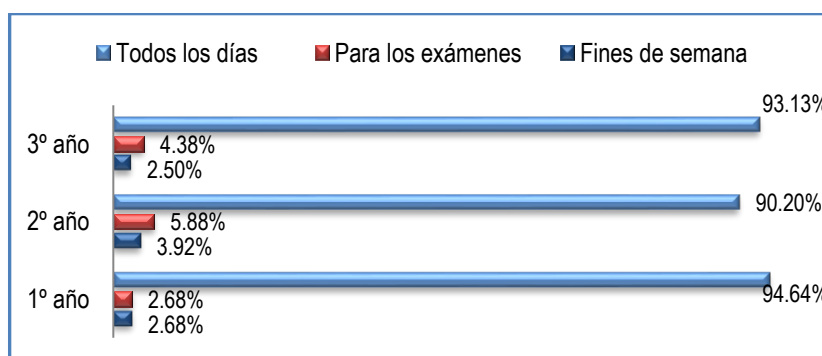 Todos los días Para los exámenes Fines de semana
93.13%
3º año 4.38%
2.50%
90.20%
2º año 5.88%
3.92%
94.64%
1º año 2.68%
2.68%